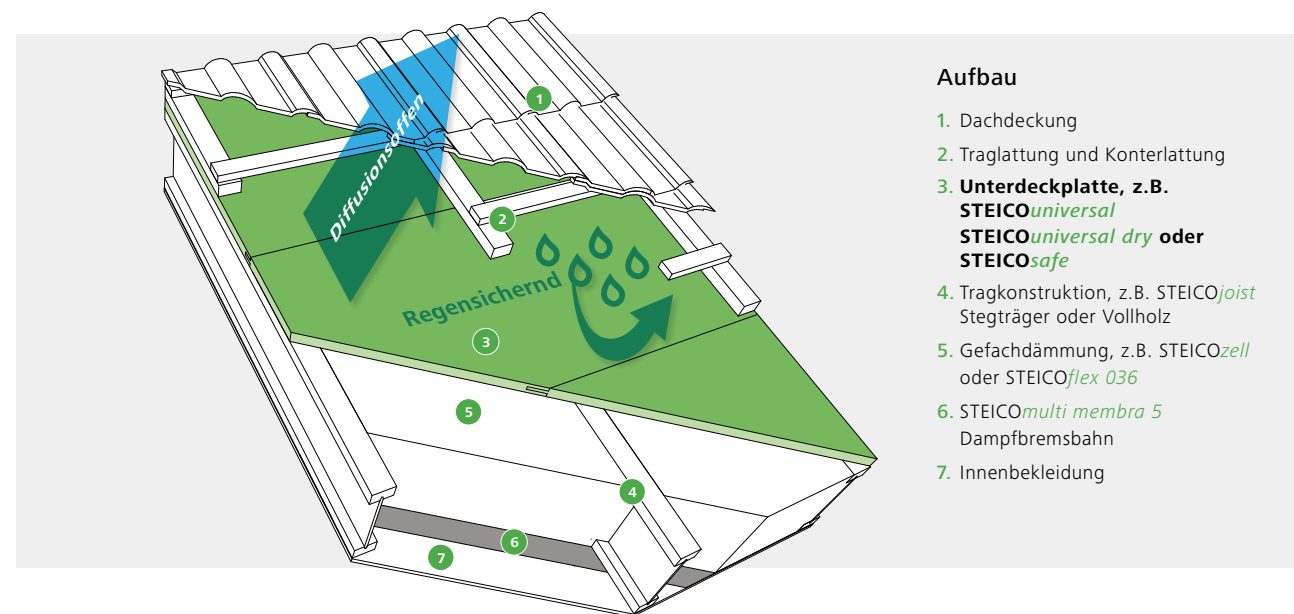 Diffusionsoffen
1
2
Regensichernd
3
5
4
6
7
Aufbau
1. Dachdeckung
2. Traglattung und Konterlattung
3. Unterdeckplatte, z.B.
STEICOuniversal
STEICOuniversal dry oder
STEICOsafe
4. Tragkonstruktion, z.B. STEICOjoist
Stegträger oder Vollholz
5. Gefachdämmung, z.B. STEICOzell
oder STEICOflex 036
6. STEICOmulti membra 5
Dampfbremsbahn
7. Innenbekleidung